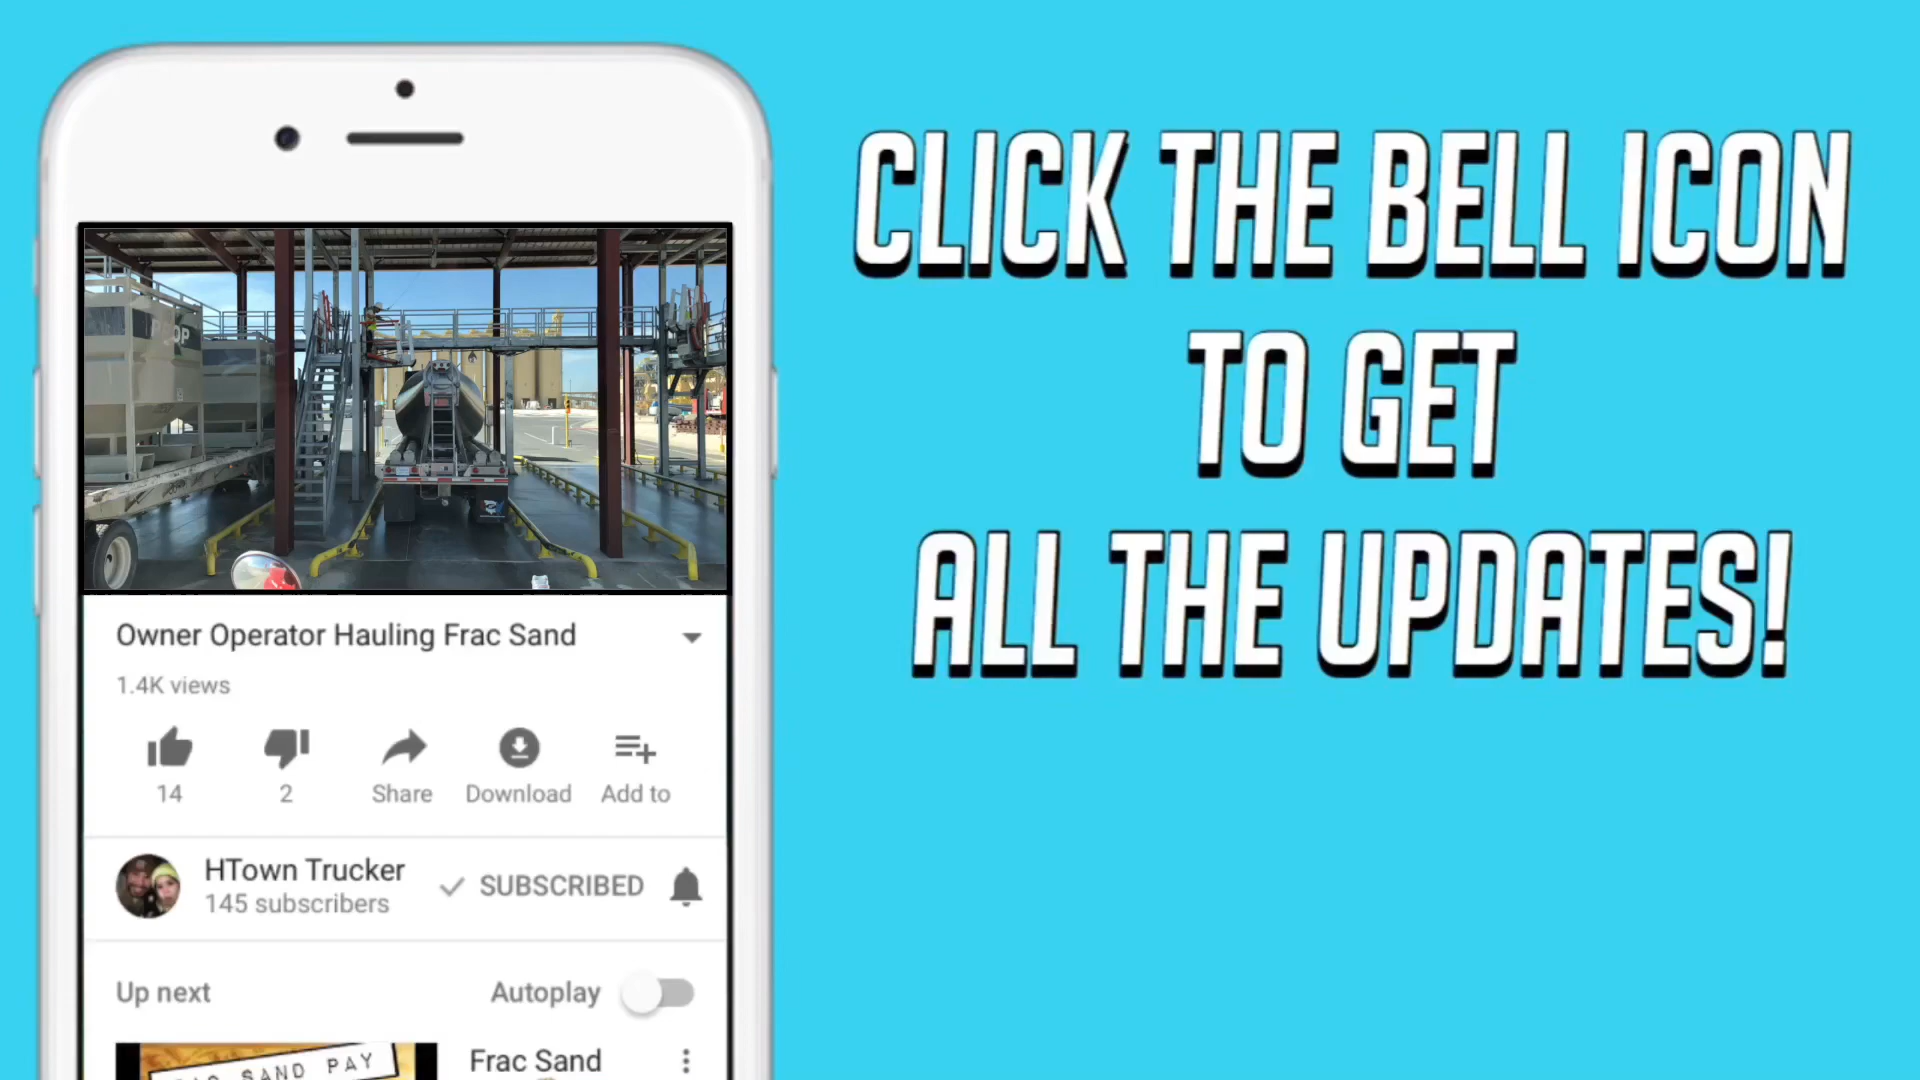 CLICK THE BELL ICON
TO GET
ALL THE UPDATES!
Owner Operator Hauling Frac Sand
1.4K views
14
2
Share
Download
Add to
HTown Trucker
145 subscribers
SUBSCRIBED
Up next
Autoplay
SAND PAY
Frac Sand